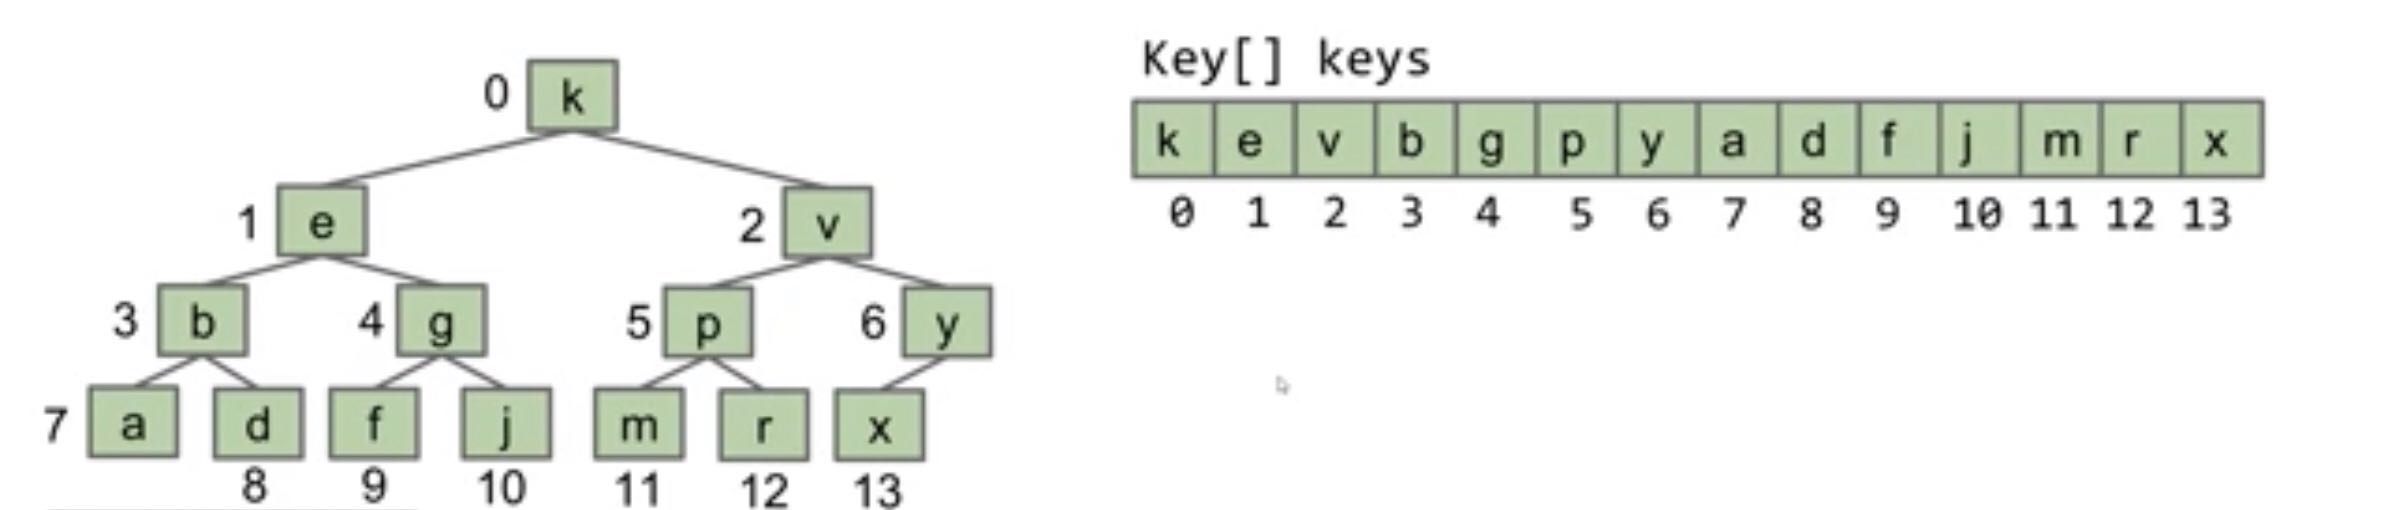 Key[] keys
0 k
k e v b g p y a d f j m r x
0 1 2 3 4 5 6 7 8 9 10 11 12 13
1 e 2 v
3 b 4 g 5 p 6 y
7 a d f j m r x
8 9 10 11 12 13